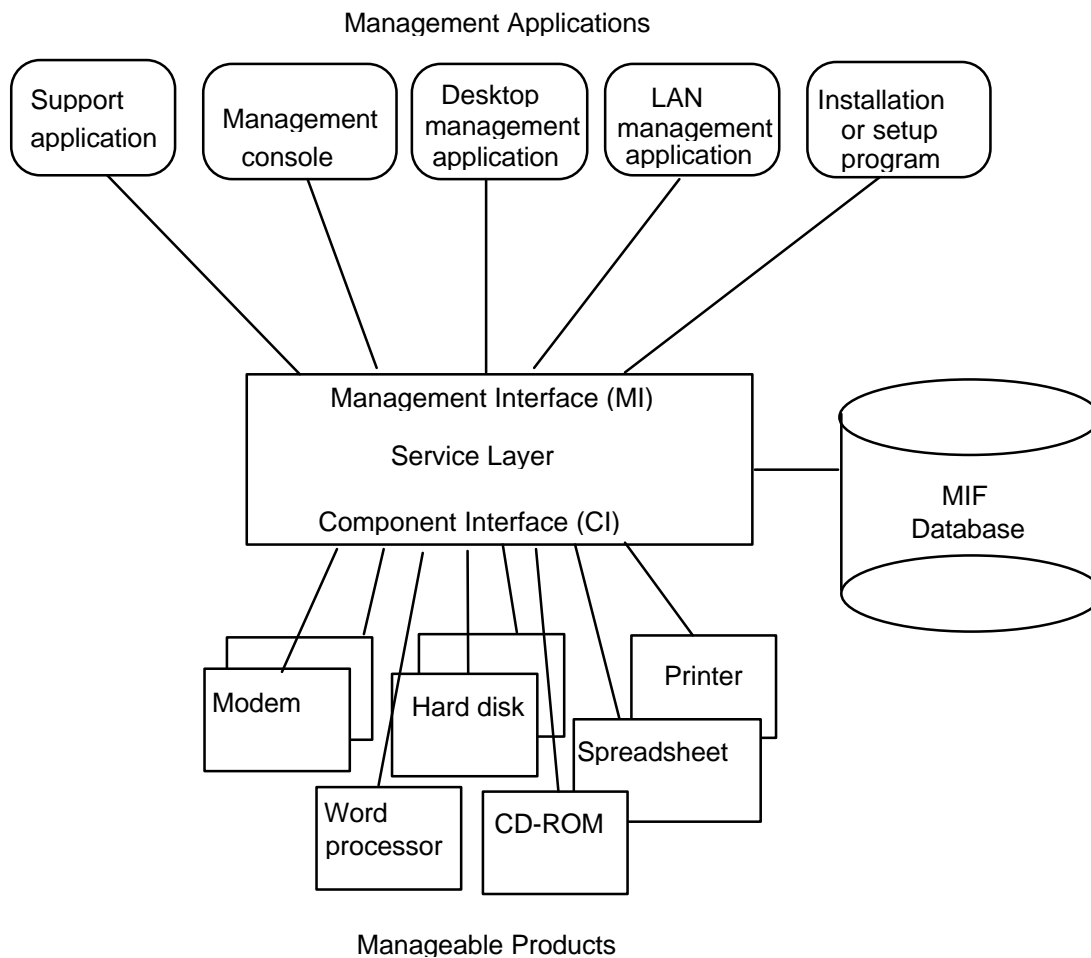 Management Applications
Support
application
Management
console
Desktop
management
application
LAN
management
application
Installation
or setup
program
Management Interface (MI)
Service Layer
Component Interface (CI)
MIF
Database
Modem
Hard disk
Printer
Spreadsheet
Word
processor
CD-ROM
Manageable Products